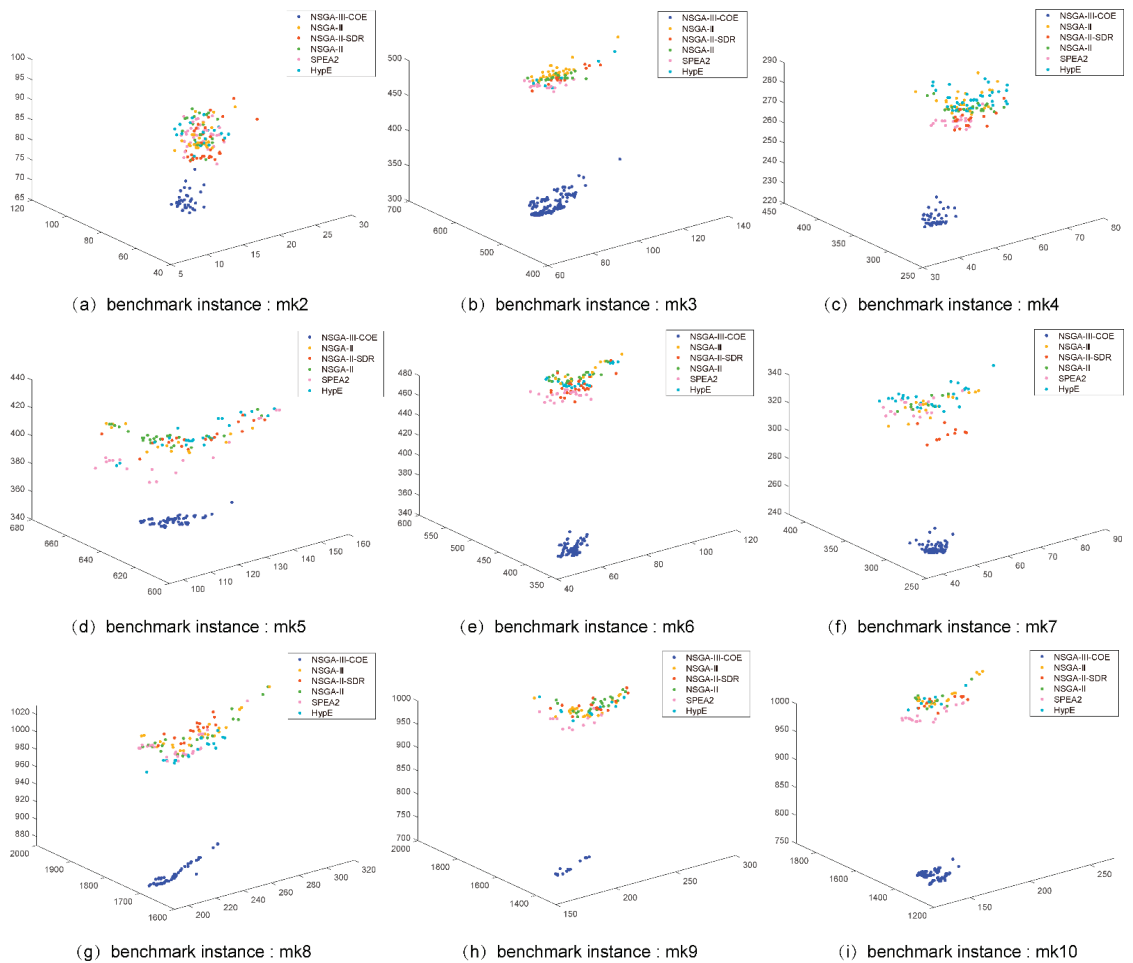 NSGA-III-COE
NSGA-III
NSGA-II-SDR
NSGA-II
SPEA2
HypE
100
95
90
85
80
75
70
65
120
100
80
60
40
5
10
15
20
25
30
(a) benchmark instance : mk2
NSGA-III-COE
NSGA-III
NSGA-II-SDR
NSGA-II
SPEA2
HypE
500
450
400
350
300
700
600
500
400
60
80
100
120
140
(b) benchmark instance : mk3
NSGA-III-COE
NSGA-III
NSGA-II-SDR
NSGA-II
SPEA2
HypE
290
280
270
260
250
240
230
220
450
400
350
300
250
30
40
50
60
70
80
(c) benchmark instance : mk4
NSGA-III-COE
NSGA-III
NSGA-II-SDR
NSGA-II
SPEA2
HypE
440
420
400
380
360
340
680
660
640
620
600
100
110
120
130
140
150
160
(d) benchmark instance : mk5
NSGA-III-COE
NSGA-III
NSGA-II-SDR
NSGA-II
SPEA2
HypE
480
460
440
420
400
380
360
340
600
550
500
450
400
350
40
60
80
100
120
(e) benchmark instance : mk6
NSGA-III-COE
NSGA-III
NSGA-II-SDR
NSGA-II
SPEA2
HypE
340
320
300
280
260
240
400
350
300
250
40
50
60
70
80
90
(f) benchmark instance : mk7
NSGA-III-COE
NSGA-III
NSGA-II-SDR
NSGA-II
SPEA2
HypE
1020
1000
980
960
940
920
900
880
2000
1900
1800
1700
1600
200
220
240
260
280
300
320
(g) benchmark instance : mk8
NSGA-III-COE
NSGA-III
NSGA-II-SDR
NSGA-II
SPEA2
HypE
1000
950
900
850
800
750
700
2000
1800
1600
1400
150
200
250
300
(h) benchmark instance : mk9
NSGA-III-COE
NSGA-III
NSGA-II-SDR
NSGA-II
SPEA2
HypE
1000
950
900
850
800
750
1800
1600
1400
1200
150
200
250
(i) benchmark instance : mk10